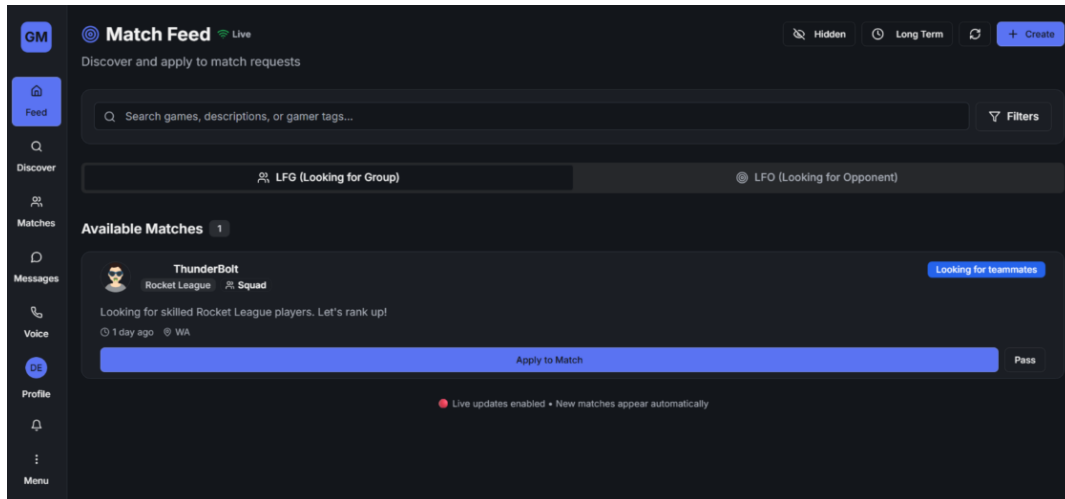 GM
Match Feed Live
Hidden
Long Term
+ Create
Discover and apply to match requests
Feed
Search games, descriptions, or gamer tags...
Filters
Discover
LFG (Looking for Group)
LFO (Looking for Opponent)
Matches
Available Matches 1
Messages
ThunderBolt
Looking for teammates
Rocket League Squad
Looking for skilled Rocket League players. Let's rank up!
1 day ago WA
Voice
Apply to Match
Pass
DE
Profile
Live updates enabled • New matches appear automatically
Menu